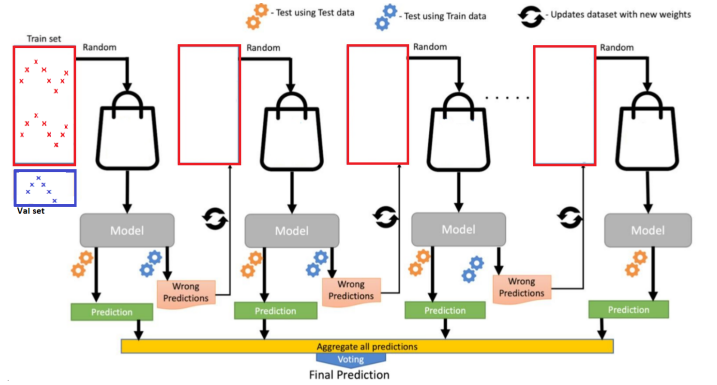 - Test using Test data
- Test using Train data
- Updates dataset with new weights
Train set
Random
Random
Random
Random
. . . . . .
Val set
Model
Model
Model
Model
Wrong
Predictions
Wrong
Predictions
Wrong
Predictions
Prediction
Prediction
Prediction
Prediction
Aggregate all predictions
Voting
Final Prediction